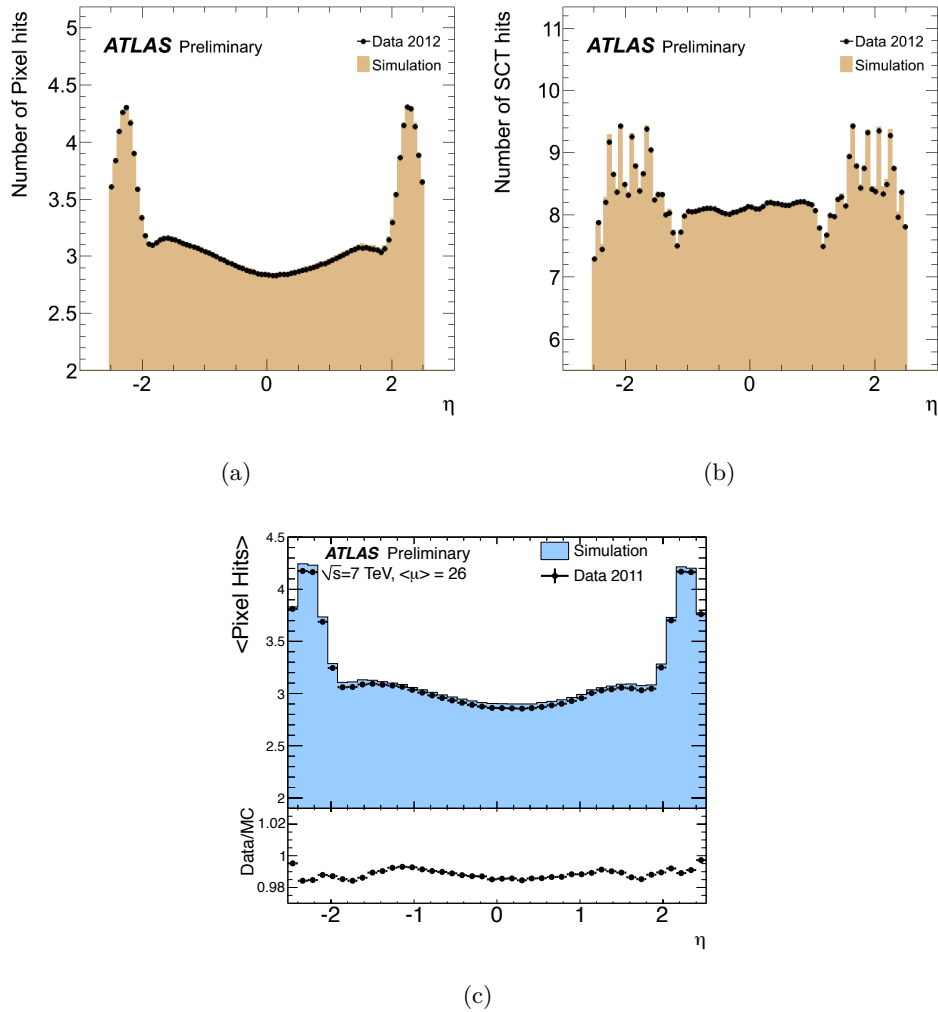 Number of Pixel hits
5
4.5
4
3.5
3
2.5
2
ATLAS Preliminary
Data 2012
Simulation
-2 0 2
η
(a)
Number of SCT hits
11
10
9
8
7
6
ATLAS Preliminary
Data 2012
Simulation
-2 0 2
η
(b)
<Pixel Hits>
4.5
4
3.5
3
2.5
2
ATLAS Preliminary
√s=7 TeV, <μ> = 26
Simulation
Data 2011
Data/MC
1.02
1
0.98
-2 -1 0 1 2
η
(c)